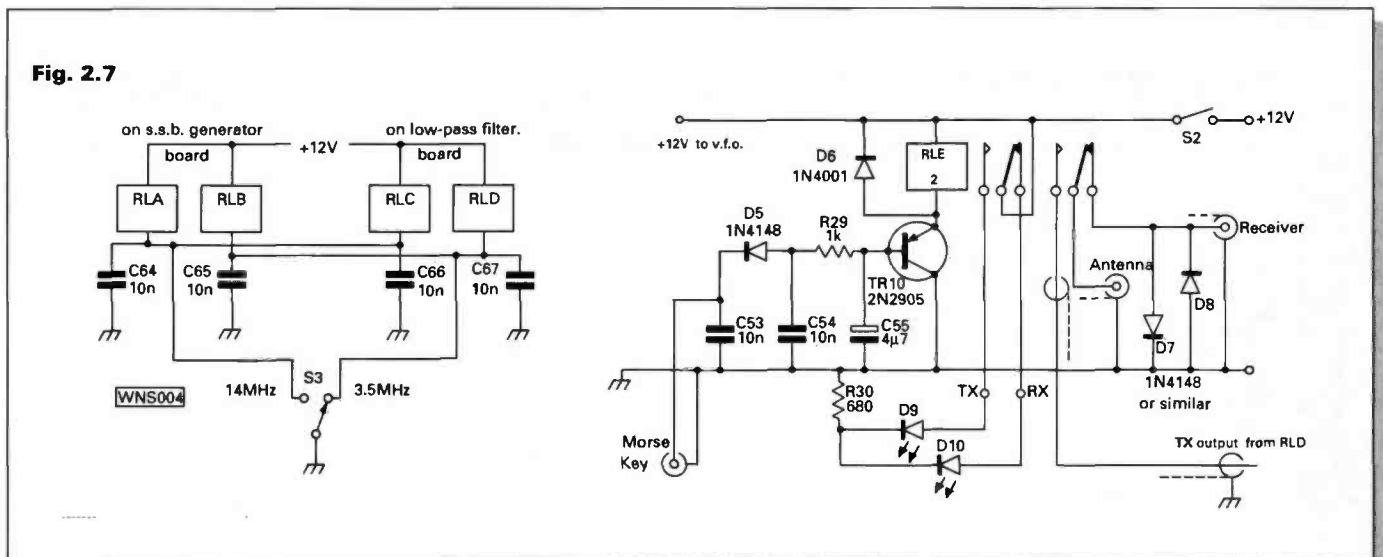 Fig. 2.7
on s.s.b. generator
board
+12V
on low-pass filter.
board
RLA
RLB
RLC
RLD
C64
10n
C65
10n
C66
10n
C67
10n
S3
14MHz
3.5MHz
WNS004
+12V to v.f.o.
S2
+12V
D6
1N4001
RLE
2
D5
1N4148
R29
1k
TR10
2N2905
C53
10n
C54
10n
C55
4µ7
R30
680
Morse
Key
TX
RX
D9
D10
Antenna
Receiver
D8
D7
1N4148
or similar
TX output from RLD